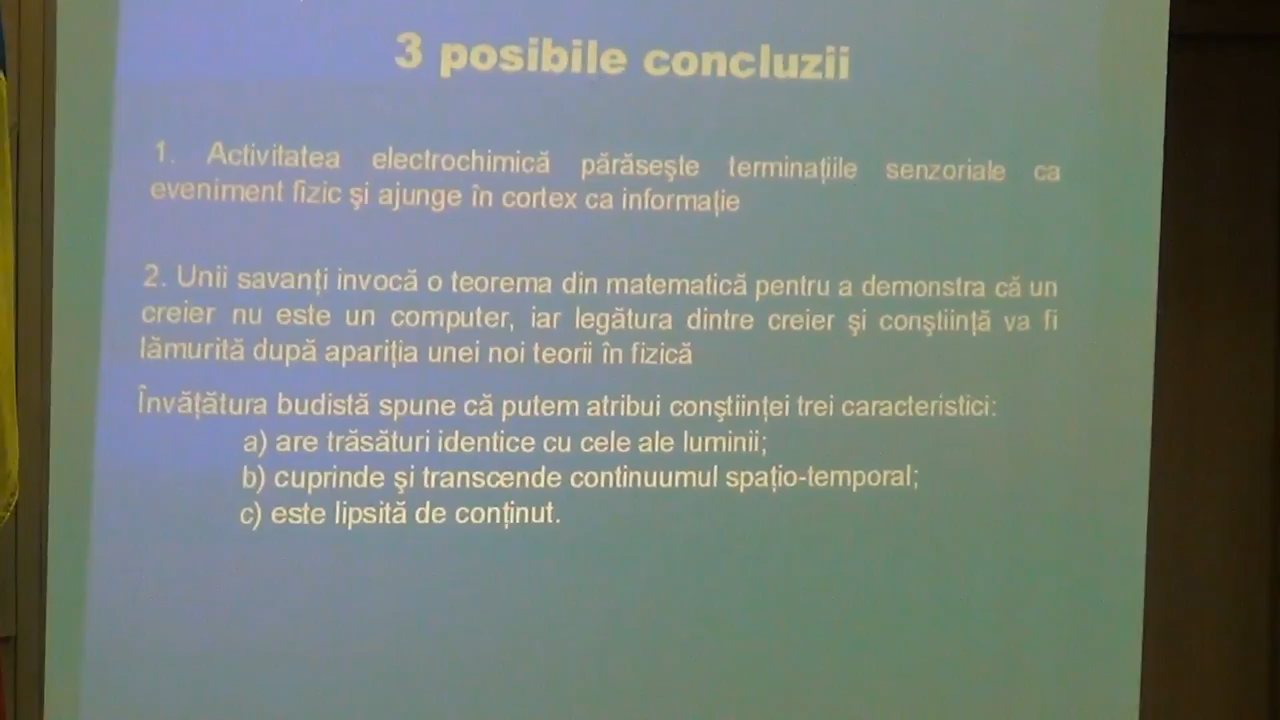 3 posibile concluzii
1. Activitatea electrochimică părăseşte terminaţiile senzoriale ca
eveniment fizic şi ajunge în cortex ca informaţie
2. Unii savanţi invocă o teorema din matematică pentru a demonstra că un
creier nu este un computer, iar legătura dintre creier şi conştiinţă va fi
lămurită după apariţia unei noi teorii în fizică
Învăţătura budistă spune că putem atribui conştiinţei trei caracteristici:
a) are trăsături identice cu cele ale luminii;
b) cuprinde şi transcende continuumul spaţio-temporal;
c) este lipsită de conţinut.